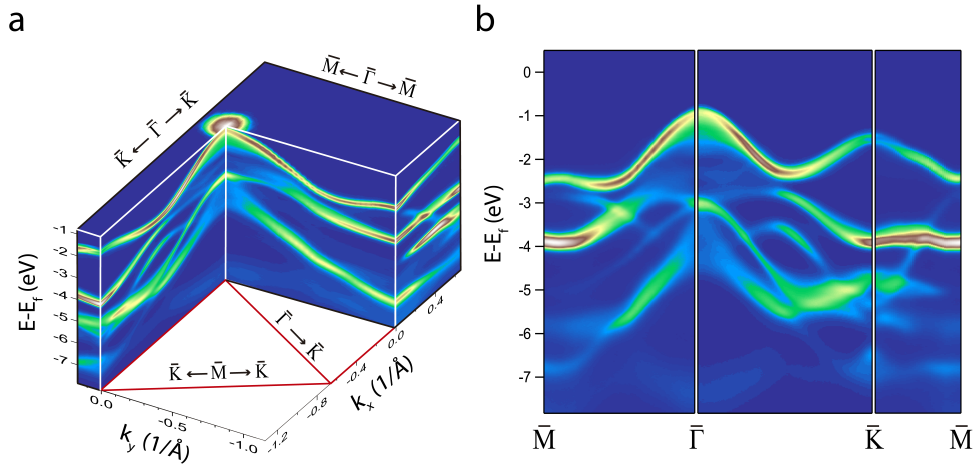 a
b
M̄ ← Γ̄ → M̄
K̄ ← Γ̄ → K̄
-1
-2
-3
-4
-5
-6
-7
E-E_f (eV)
Γ̄ → K̄
K̄ ← M̄ → K̄
0.0
-0.5
-1.0
k_y (1/Å)
-1.2
-0.8
-0.4
0.0
0.4
k_x (1/Å)
0
-1
-2
-3
-4
-5
-6
-7
E-E_f (eV)
M̄
Γ̄
K̄
M̄